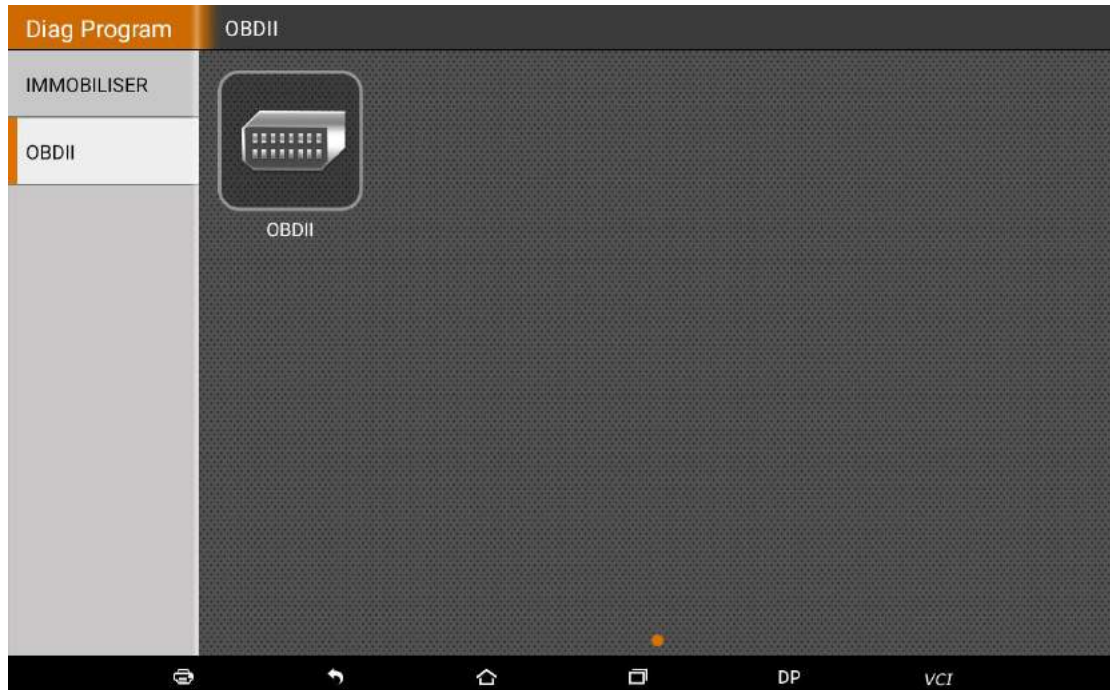 Diag Program
OBDII
IMMOBILISER
OBDII
OBDII
DP
VCI